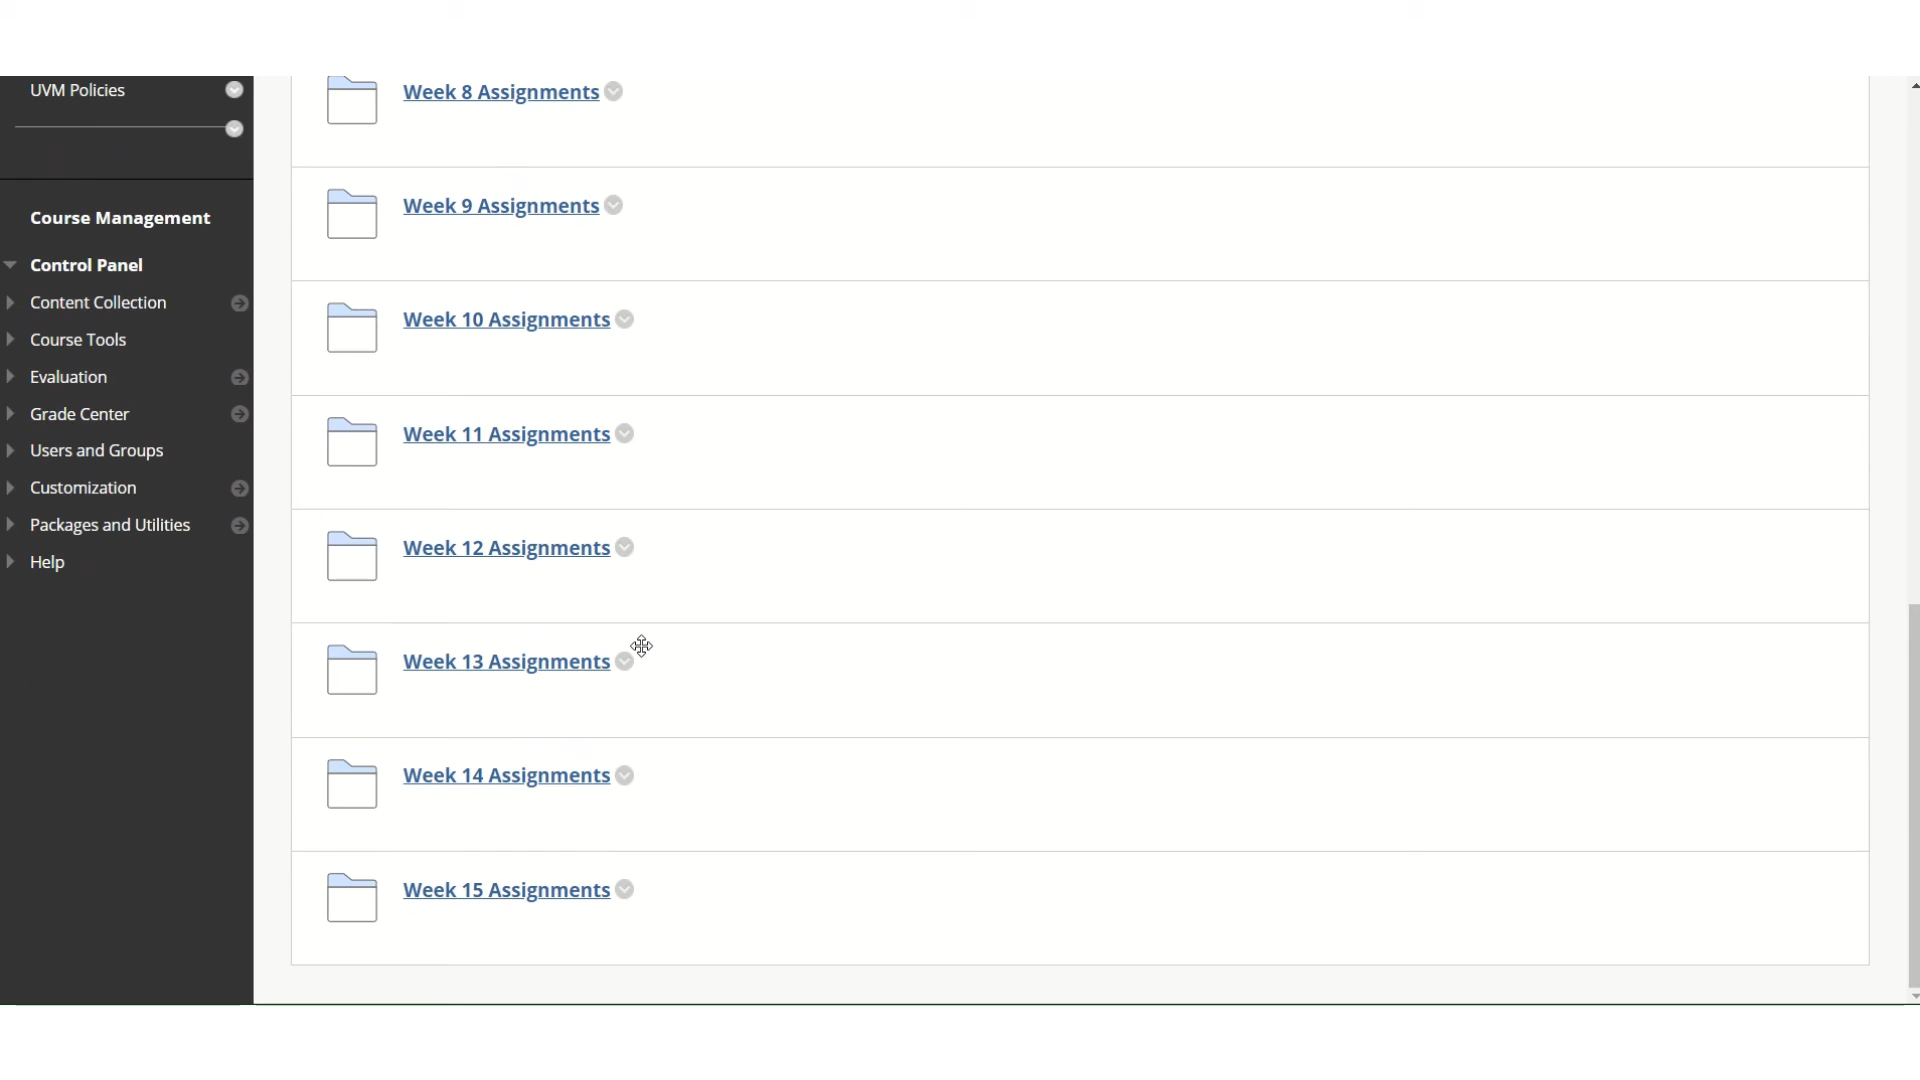 UVM Policies
Course Management
Control Panel
Content Collection
Course Tools
Evaluation
Grade Center
Users and Groups
Customization
Packages and Utilities
Help
Week 8 Assignments
Week 9 Assignments
Week 10 Assignments
Week 11 Assignments
Week 12 Assignments
Week 13 Assignments
Week 14 Assignments
Week 15 Assignments